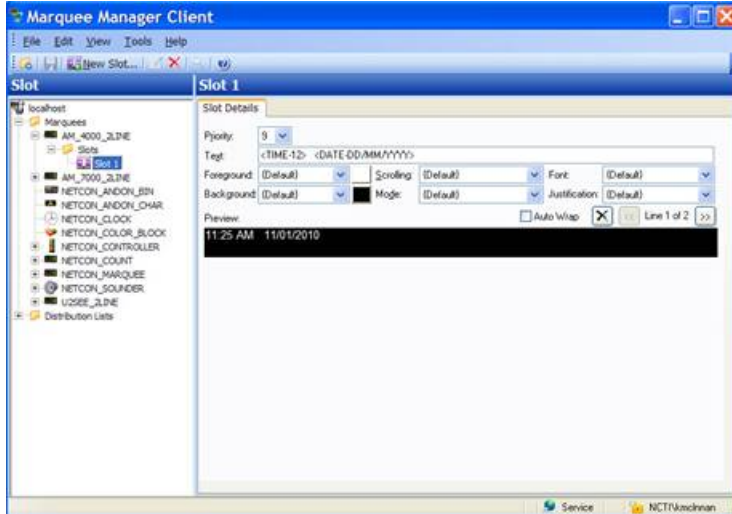 Marquee Manager Client
File Edit View Tools Help
New Slot...
Slot
Slot 1
localhost
Marquees
AM_4000_2LINE
Slots
Slot 1
AM_7000_2LINE
NETCON_ANDON_BIN
NETCON_ANDON_CHAR
NETCON_CLOCK
NETCON_COLOR_BLOCK
NETCON_CONTROLLER
NETCON_COUNT
NETCON_MARQUEE
NETCON_SOUNDER
U2SEE_2LINE
Distribution Lists
Slot Details
Priority: 9
Text: <TIME-12> <DATE-DD/MM/YYYY>
Foreground: (Default) Scrolling: (Default) Font: (Default)
Background: (Default) Mode: (Default) Justification: (Default)
Preview: Auto Wrap X << Line 1 of 2 >>
11:25 AM 11/01/2010
Service NCTI\kmclnnan